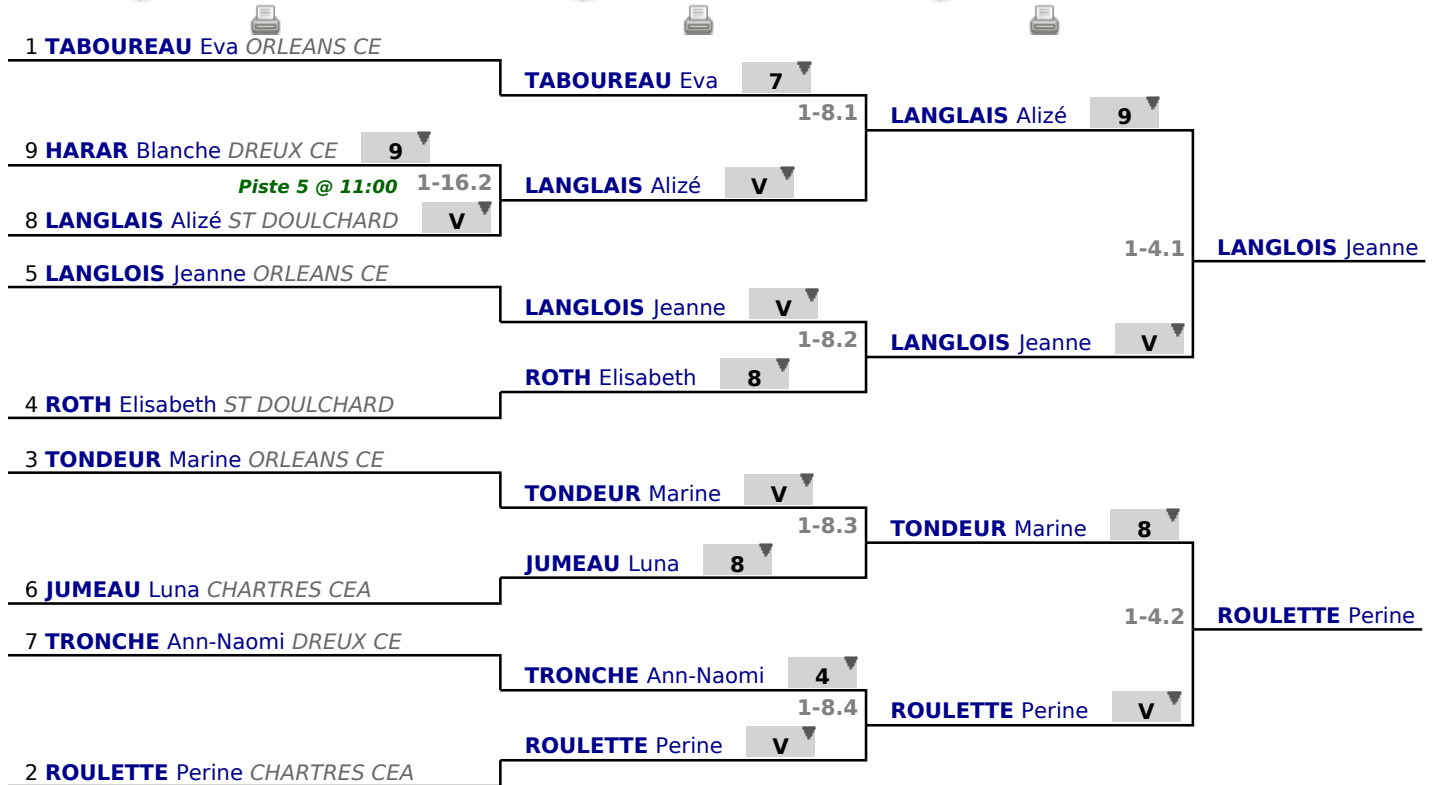 1 TABOUREAU Eva ORLEANS CE
9 HARAR Blanche DREUX CE 9
Piste 5 @ 11:00 1-16.2
8 LANGLAIS Alizé ST DOULCHARD V
5 LANGLOIS Jeanne ORLEANS CE
4 ROTH Elisabeth ST DOULCHARD
3 TONDEUR Marine ORLEANS CE
6 JUMEAU Luna CHARTRES CEA
7 TRONCHE Ann-Naomi DREUX CE
2 ROULETTE Perine CHARTRES CEA
TABOUREAU Eva 7
1-8.1
LANGLAIS Alizé V
LANGLOIS Jeanne V
1-8.2
ROTH Elisabeth 8
TONDEUR Marine V
1-8.3
JUMEAU Luna 8
TRONCHE Ann-Naomi 4
1-8.4
ROULETTE Perine V
LANGLAIS Alizé 9
1-4.1
LANGLOIS Jeanne V
TONDEUR Marine 8
1-4.2
ROULETTE Perine V
LANGLOIS Jeanne
ROULETTE Perine